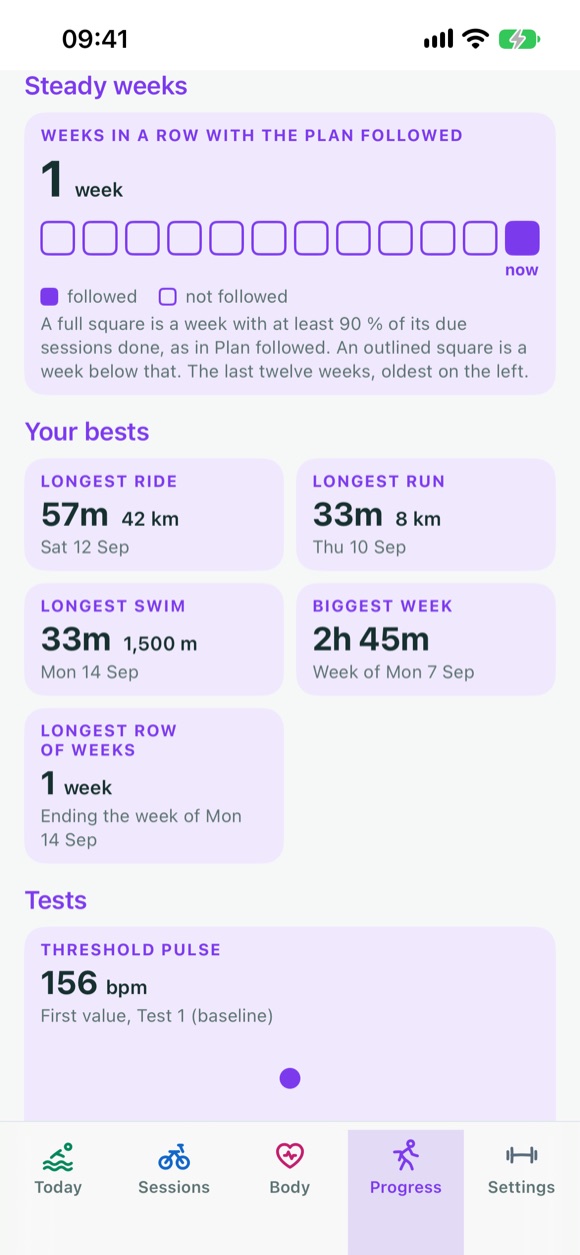 09:41
Steady weeks
WEEKS IN A ROW WITH THE PLAN FOLLOWED
1 week
now
followed not followed
A full square is a week with at least 90 % of its due
sessions done, as in Plan followed. An outlined square is a
week below that. The last twelve weeks, oldest on the left.
Your bests
LONGEST RIDE
57m 42 km
Sat 12 Sep
LONGEST RUN
33m 8 km
Thu 10 Sep
LONGEST SWIM
33m 1,500 m
Mon 14 Sep
BIGGEST WEEK
2h 45m
Week of Mon 7 Sep
LONGEST ROW
OF WEEKS
1 week
Ending the week of Mon
14 Sep
Tests
THRESHOLD PULSE
156 bpm
First value, Test 1 (baseline)
Today
Sessions
Body
Progress
Settings